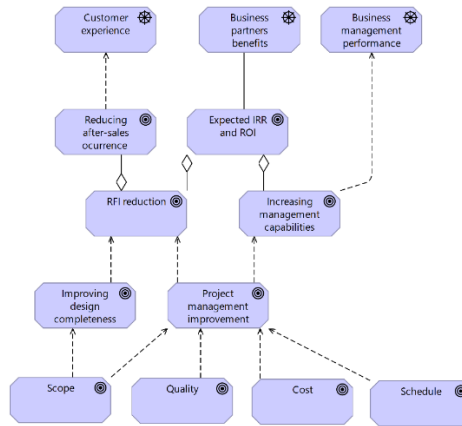 Customer
experience
Business
partners
benefits
Business
management
performance
Reducing
after-sales
ocurrence
Expected IRR
and ROI
RFI reduction
Increasing
management
capabilities
Improving
design
completeness
Project
management
improvement
Scope
Quality
Cost
Schedule